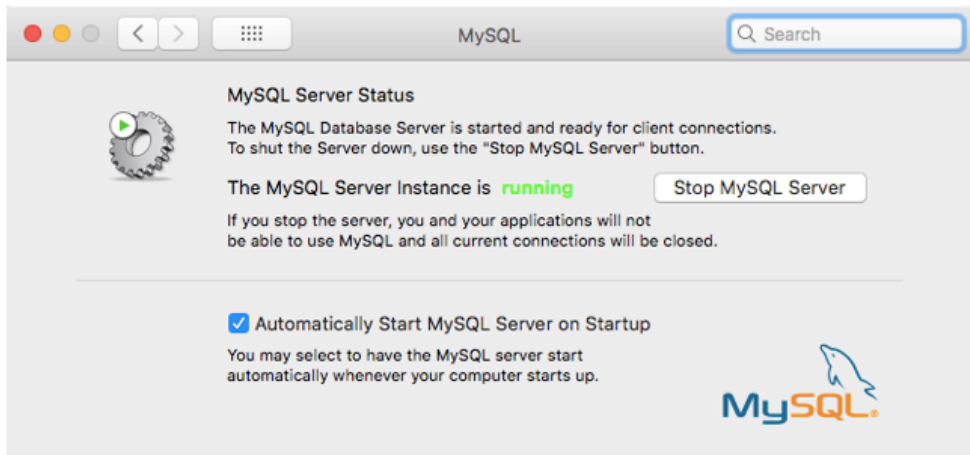 MySQL
Search
MySQL Server Status
The MySQL Database Server is started and ready for client connections.
To shut the Server down, use the "Stop MySQL Server" button.
The MySQL Server Instance is running
Stop MySQL Server
If you stop the server, you and your applications will not
be able to use MySQL and all current connections will be closed.
Automatically Start MySQL Server on Startup
You may select to have the MySQL server start
automatically whenever your computer starts up.
MySQL®